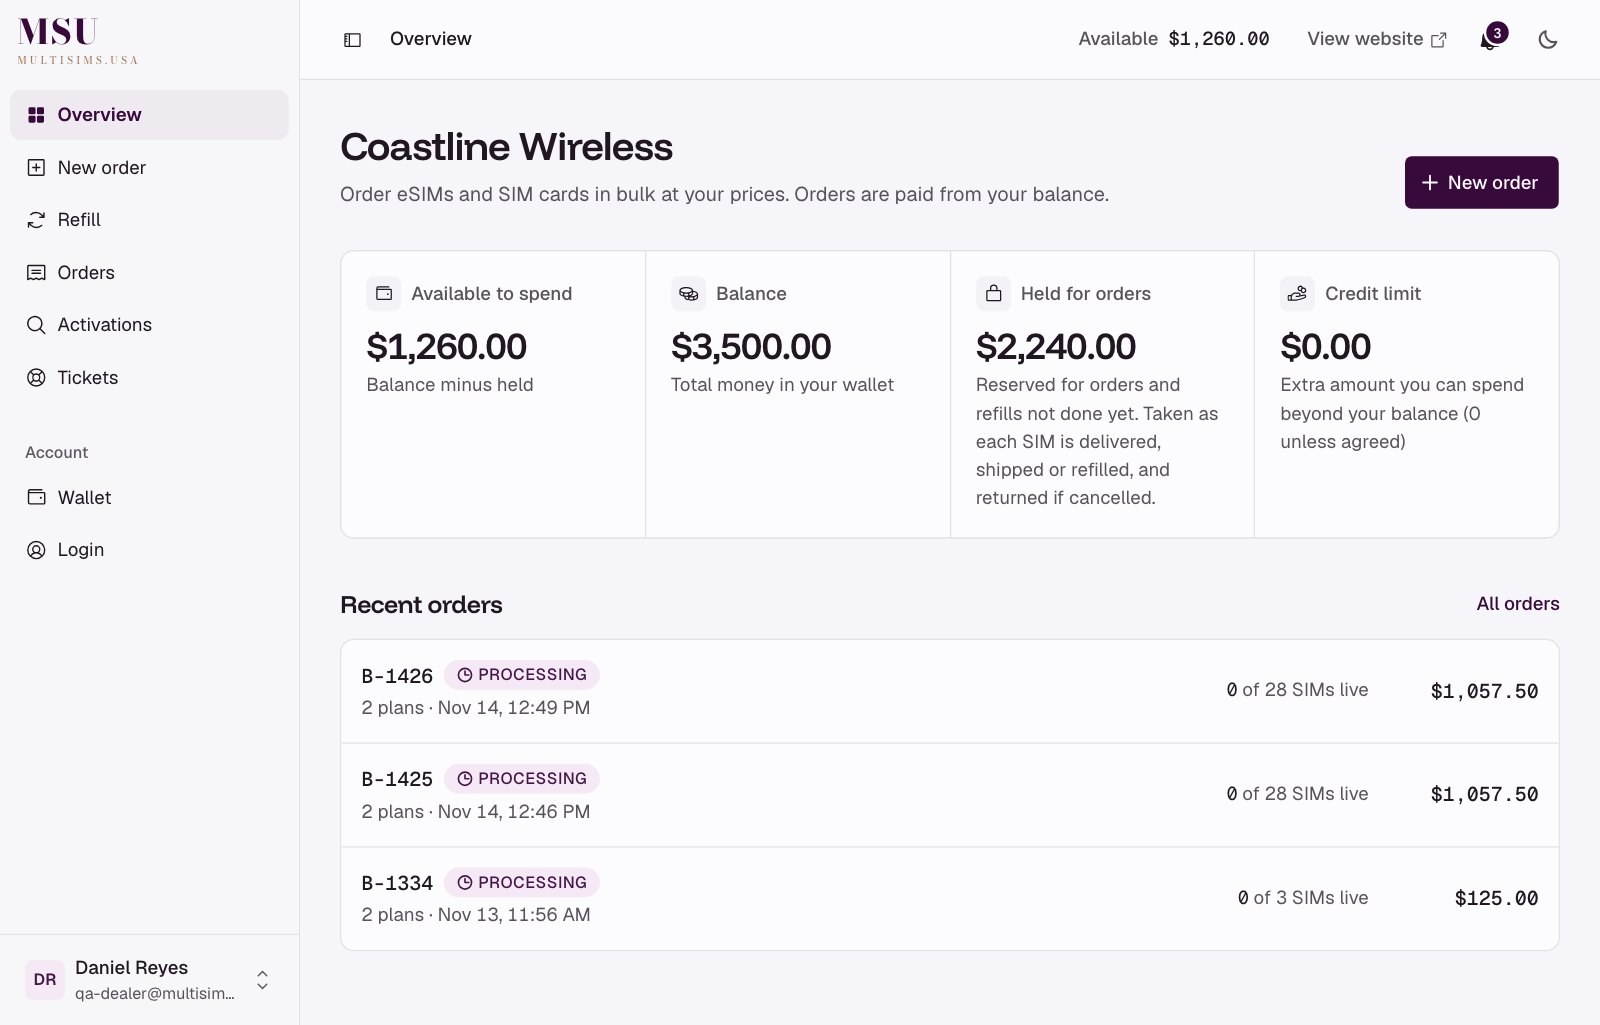 MSU
MULTISIMS.USA
Overview
New order
Refill
Orders
Activations
Tickets
Account
Wallet
Login
DR
Daniel Reyes
qa-dealer@multisim...
Overview
Available $1,260.00
View website
3
Coastline Wireless
Order eSIMs and SIM cards in bulk at your prices. Orders are paid from your balance.
New order
Available to spend
$1,260.00
Balance minus held
Balance
$3,500.00
Total money in your wallet
Held for orders
$2,240.00
Reserved for orders and
refills not done yet. Taken as
each SIM is delivered,
shipped or refilled, and
returned if cancelled.
Credit limit
$0.00
Extra amount you can spend
beyond your balance (0
unless agreed)
Recent orders
All orders
B-1426 PROCESSING
2 plans · Nov 14, 12:49 PM
0 of 28 SIMs live
$1,057.50
B-1425 PROCESSING
2 plans · Nov 14, 12:46 PM
0 of 28 SIMs live
$1,057.50
B-1334 PROCESSING
2 plans · Nov 13, 11:56 AM
0 of 3 SIMs live
$125.00